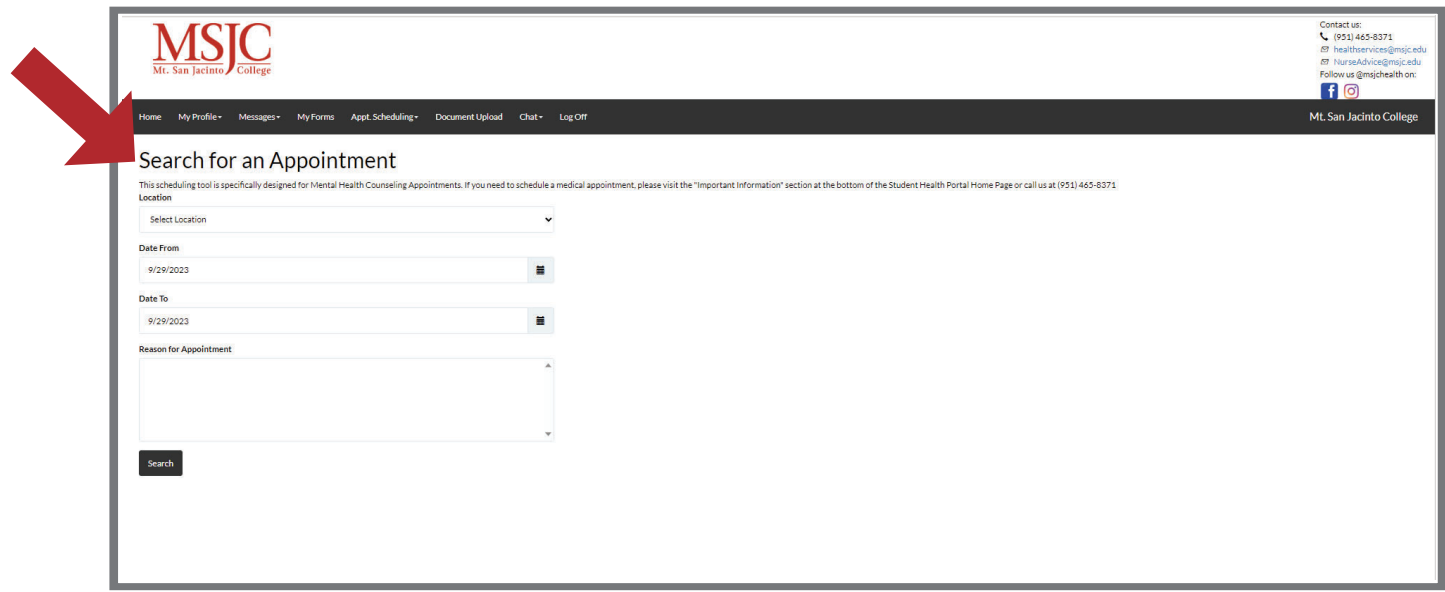 MSJC
Mt. San Jacinto College
Contact us:
(951) 465-8371
healthservices@msjc.edu
NurseAdvice@msjc.edu
Follow us @msjchealth on:
Home My Profile Messages My Forms Appt. Scheduling Document Upload Chat Log Off Mt. San Jacinto College
Search for an Appointment
This scheduling tool is specifically designed for Mental Health Counseling Appointments. If you need to schedule a medical appointment, please visit the "Important Information" section at the bottom of the Student Health Portal Home Page or call us at (951) 465-8371
Location
Select Location
Date From
9/29/2023
Date To
9/29/2023
Reason for Appointment
Search